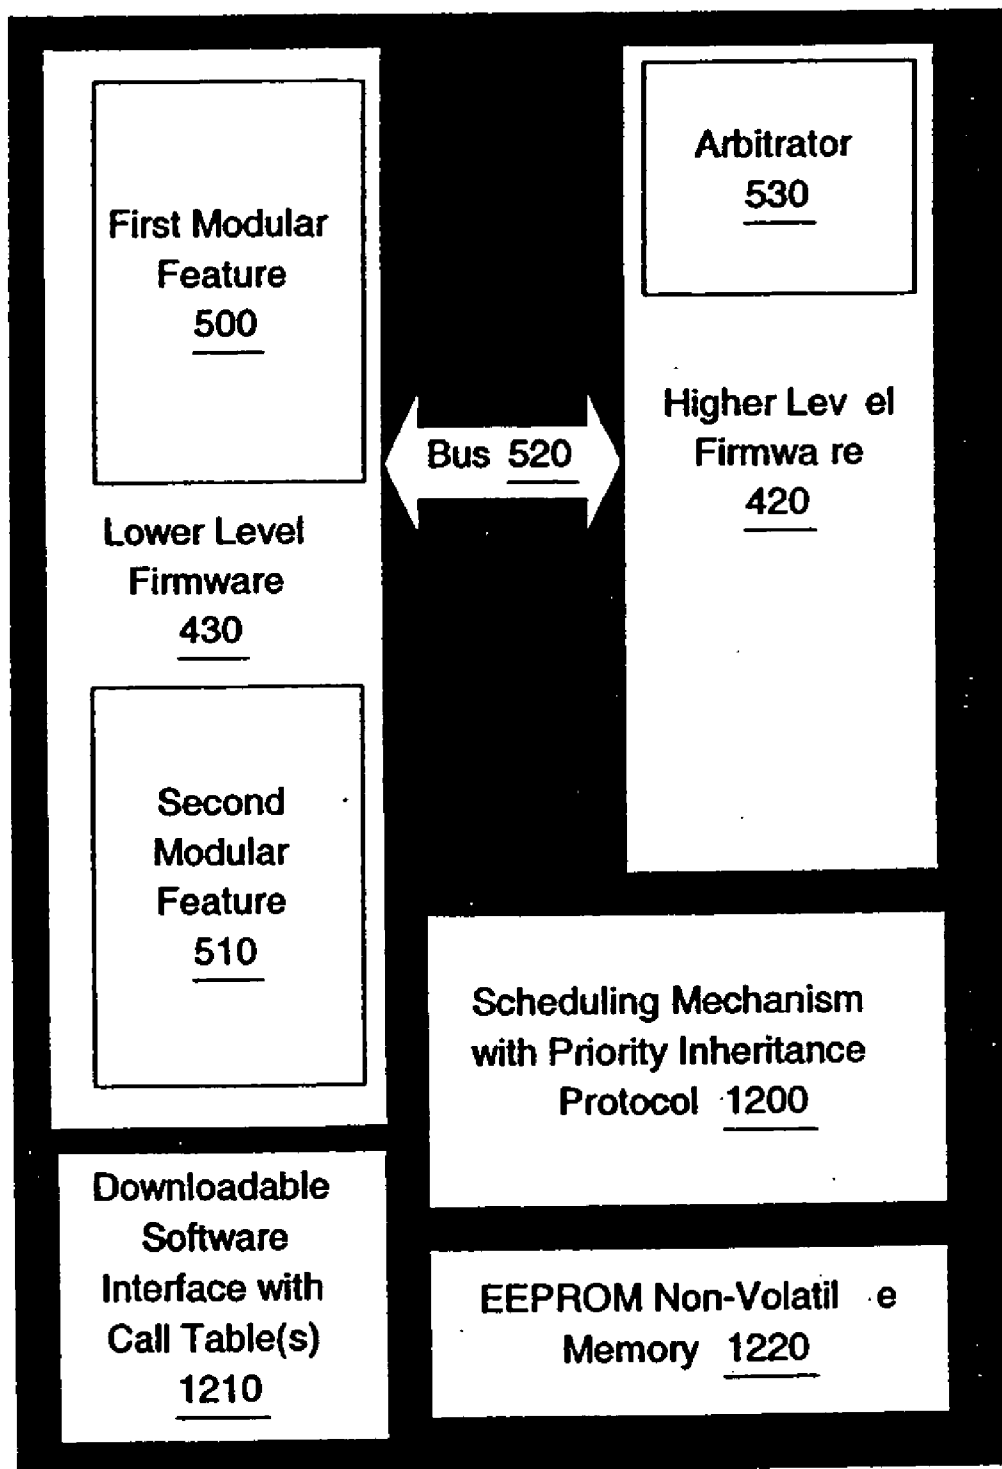 First Modular
Feature
500
Lower Level
Firmware
430
Second
Modular
Feature
510
Downloadable
Software
Interface with
Call Table(s)
1210
Bus 520
Arbitrator
530
Higher Lev el
Firmwa re
420
Scheduling Mechanism
with Priority Inheritance
Protocol 1200
EEPROM Non-Volatil e
Memory 1220